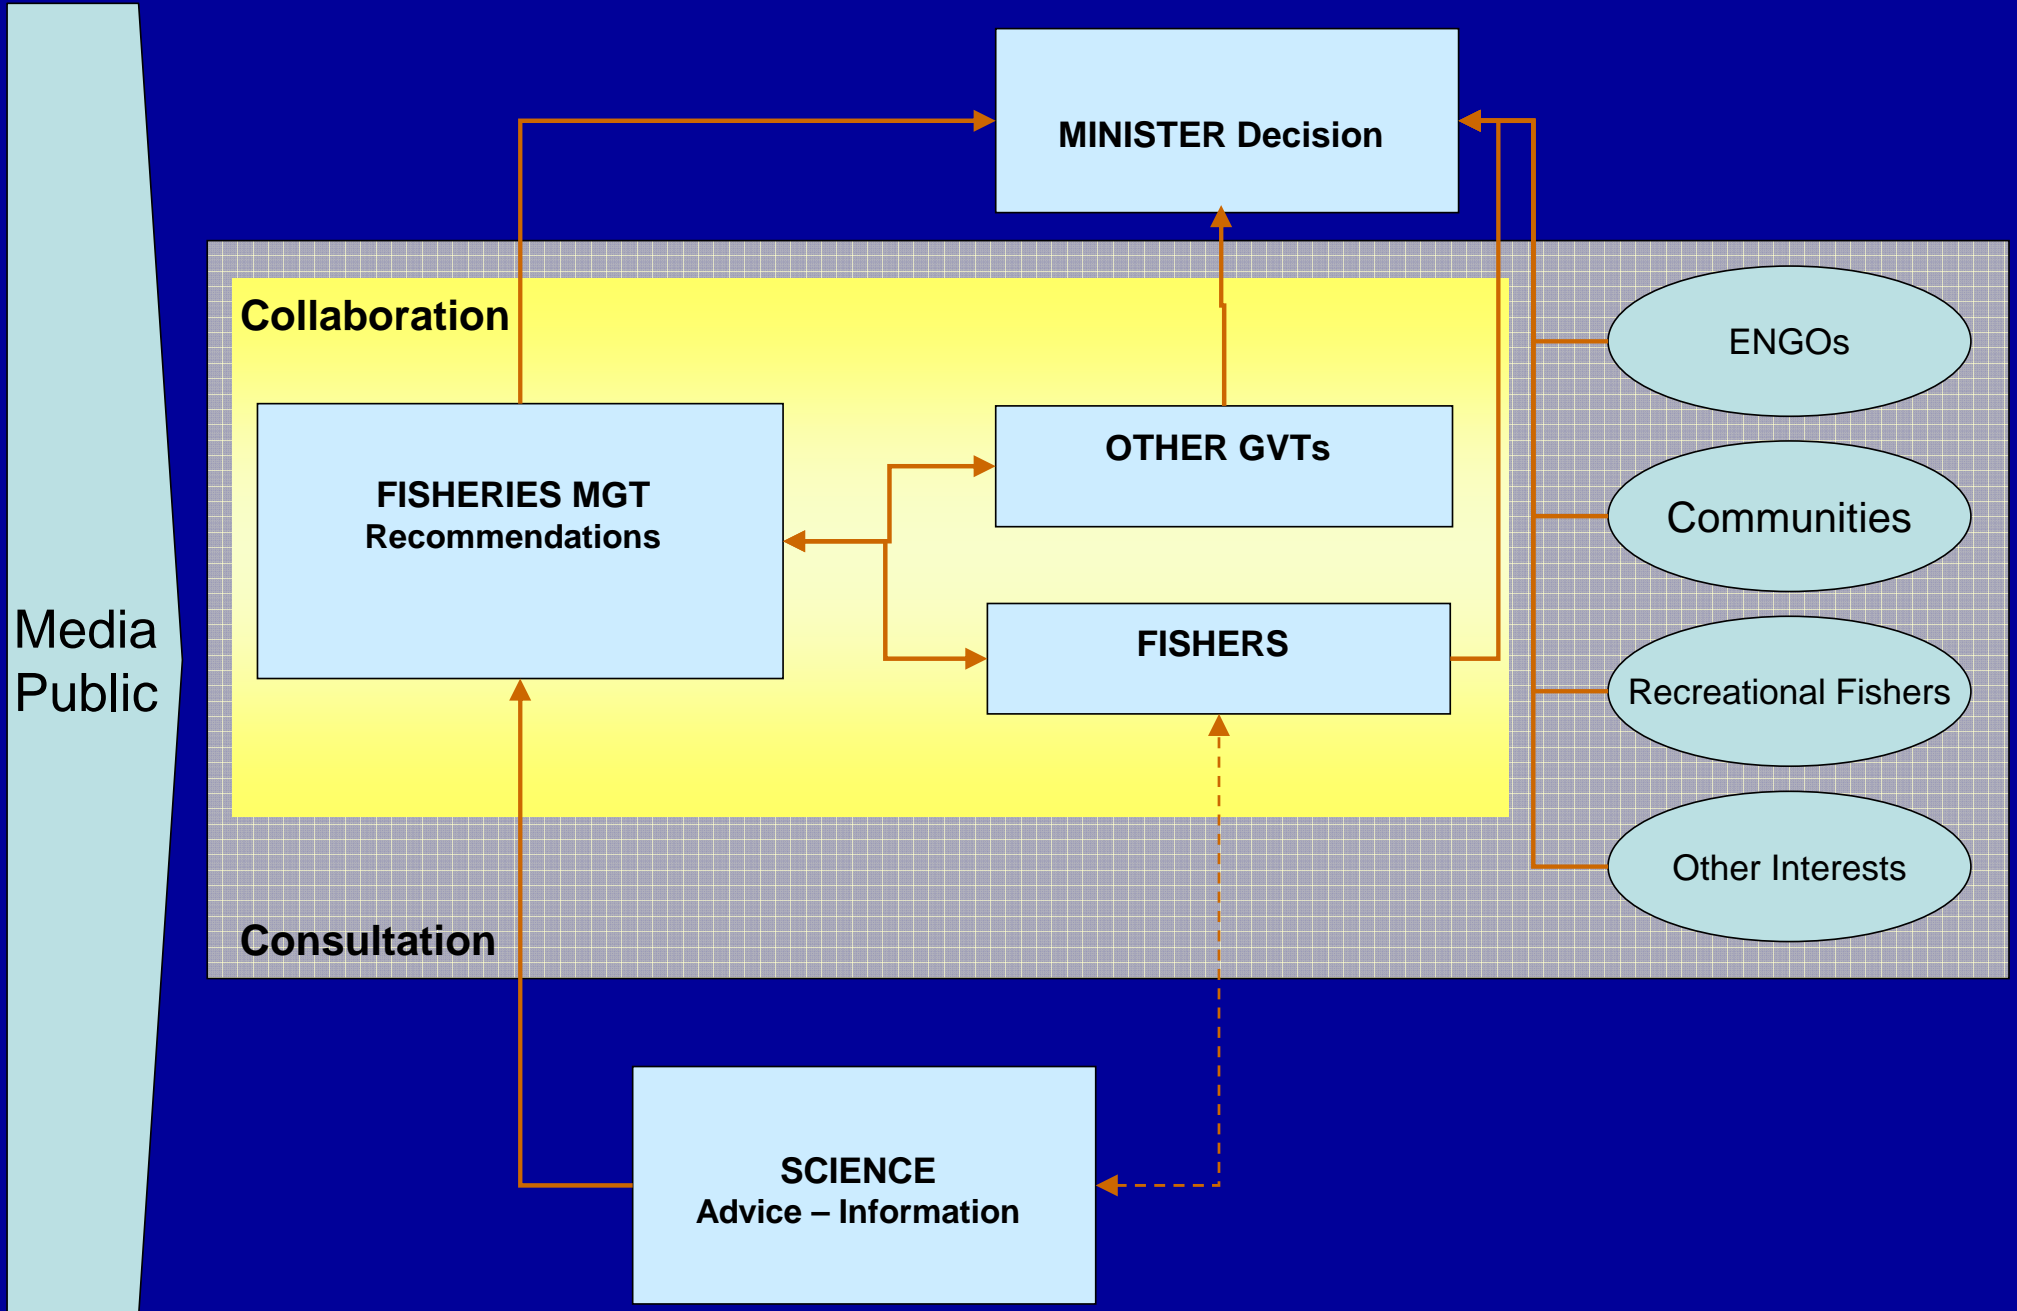 MINISTER Decision
Collaboration
ENGOs
OTHER GVTs
FISHERIES MGT
Recommendations
Communities
Media
Public
FISHERS
Recreational Fishers
Other Interests
Consultation
SCIENCE
Advice – Information